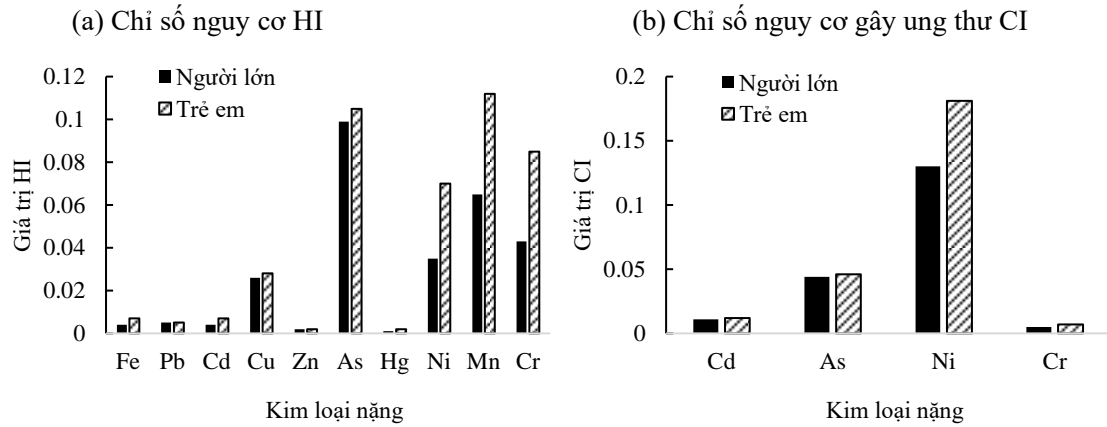 (a) Chỉ số nguy cơ HI
Người lớn
Trẻ em
Giá trị HI
0.12
0.1
0.08
0.06
0.04
0.02
0
Fe Pb Cd Cu Zn As Hg Ni Mn Cr
Kim loại nặng
(b) Chỉ số nguy cơ gây ung thư CI
Người lớn
Trẻ em
Giá trị CI
0.2
0.15
0.1
0.05
0
Cd As Ni Cr
Kim loại nặng